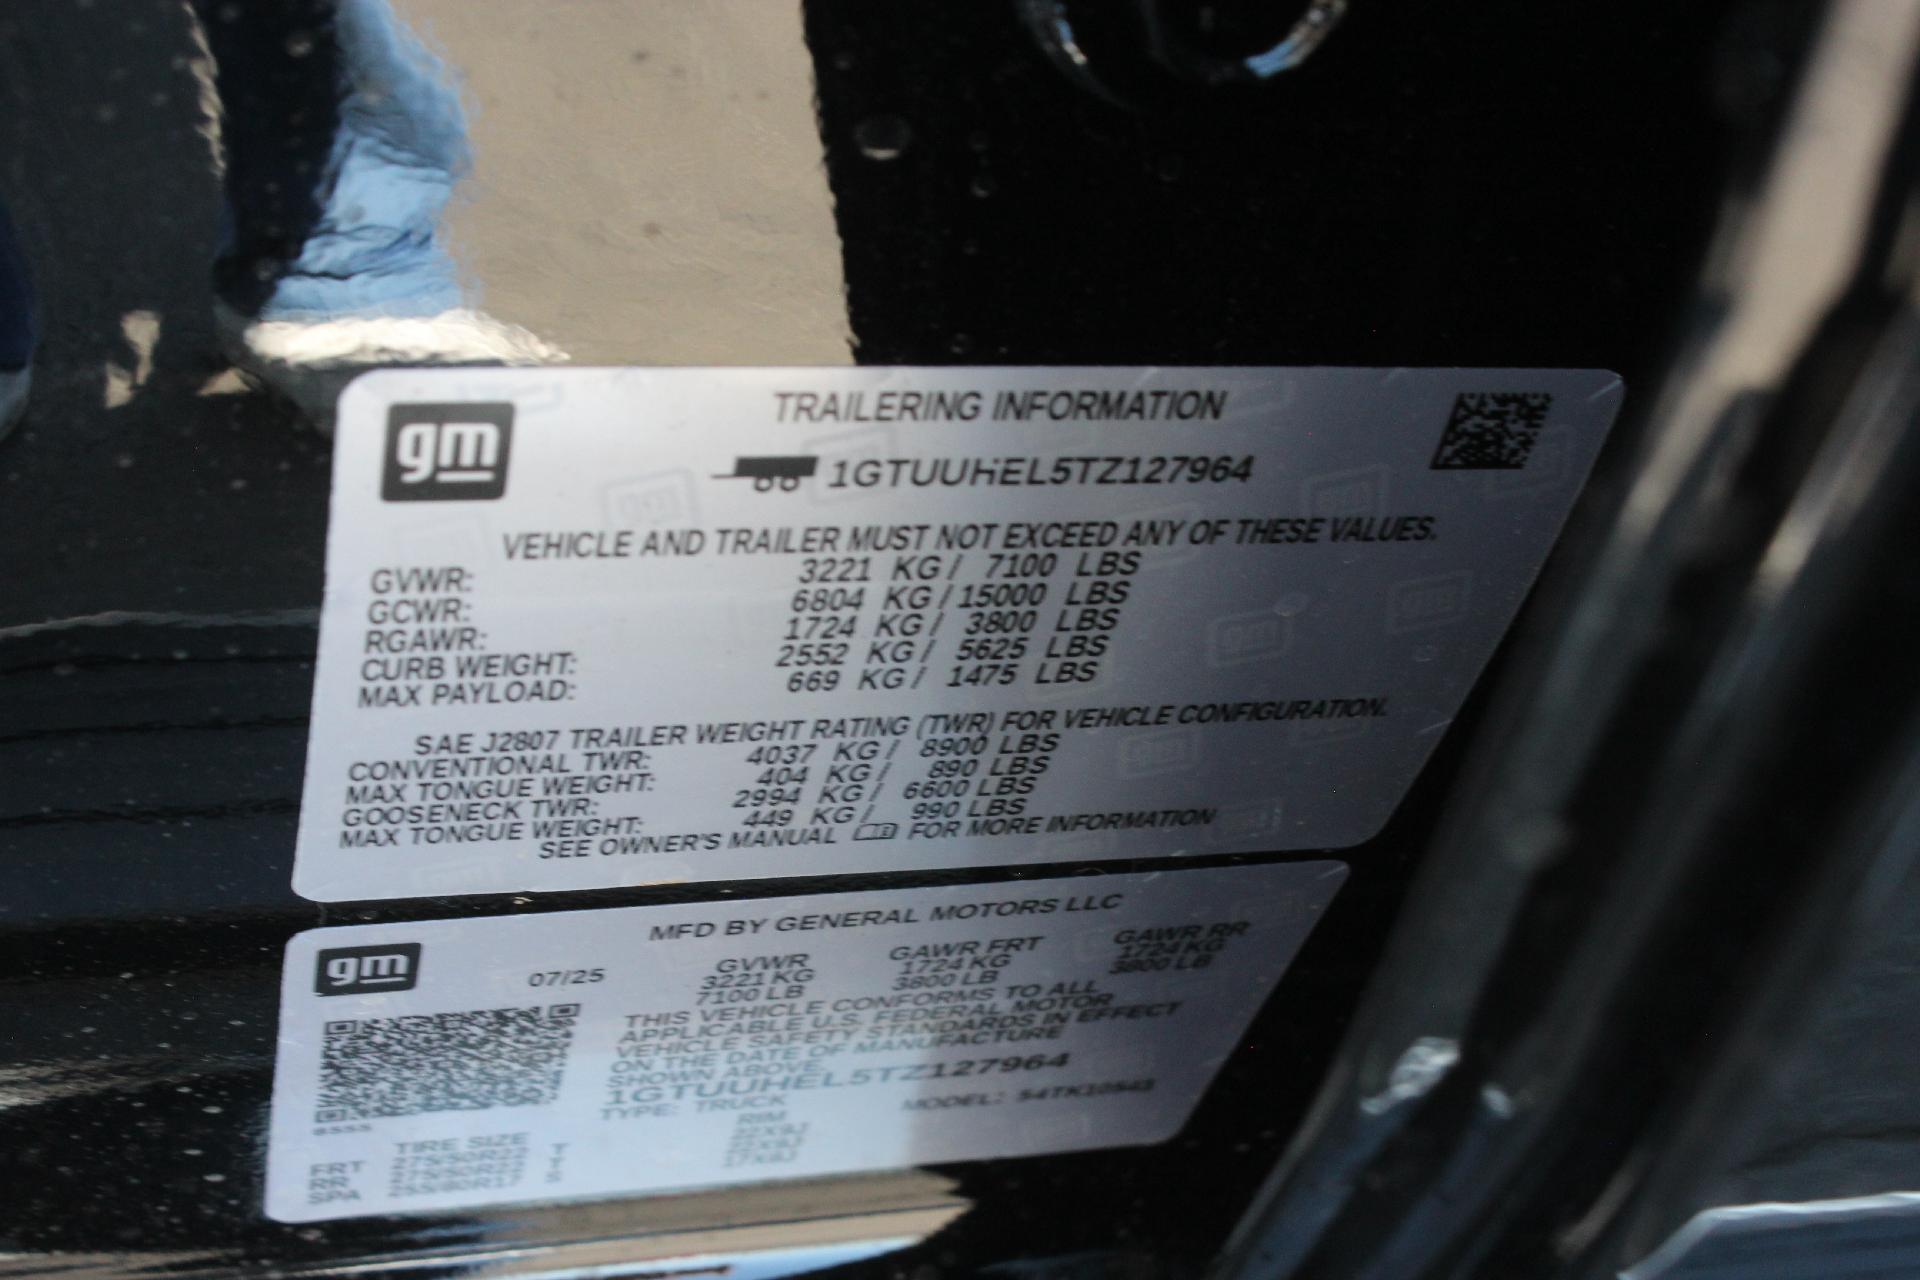 gm
TRAILERING INFORMATION
1GTUUHEL5TZ127964
VEHICLE AND TRAILER MUST NOT EXCEED ANY OF THESE VALUES.
GVWR: 3221 KG / 7100 LBS
GCWR: 6804 KG / 15000 LBS
RGAWR: 1724 KG / 3800 LBS
CURB WEIGHT: 2552 KG / 5625 LBS
MAX PAYLOAD: 669 KG / 1475 LBS
SAE J2807 TRAILER WEIGHT RATING (TWR) FOR VEHICLE CONFIGURATION.
CONVENTIONAL TWR: 4037 KG / 8900 LBS
MAX TONGUE WEIGHT: 404 KG / 890 LBS
GOOSENECK TWR: 2994 KG / 6600 LBS
MAX TONGUE WEIGHT: 449 KG / 990 LBS
SEE OWNER'S MANUAL FOR MORE INFORMATION
gm
MFD BY GENERAL MOTORS LLC
07/25 GVWR GAWR FRT GAWR RR
3221 KG 1724 KG 1724 KG
7100 LB 3800 LB 3800 LB
THIS VEHICLE CONFORMS TO ALL
APPLICABLE U.S. FEDERAL MOTOR
VEHICLE SAFETY STANDARDS IN EFFECT
ON THE DATE OF MANUFACTURE
SHOWN ABOVE.
1GTUUHEL5TZ127964
TYPE: TRUCK MODEL:
TIRE SIZE RIM
FRT
RR
SPA